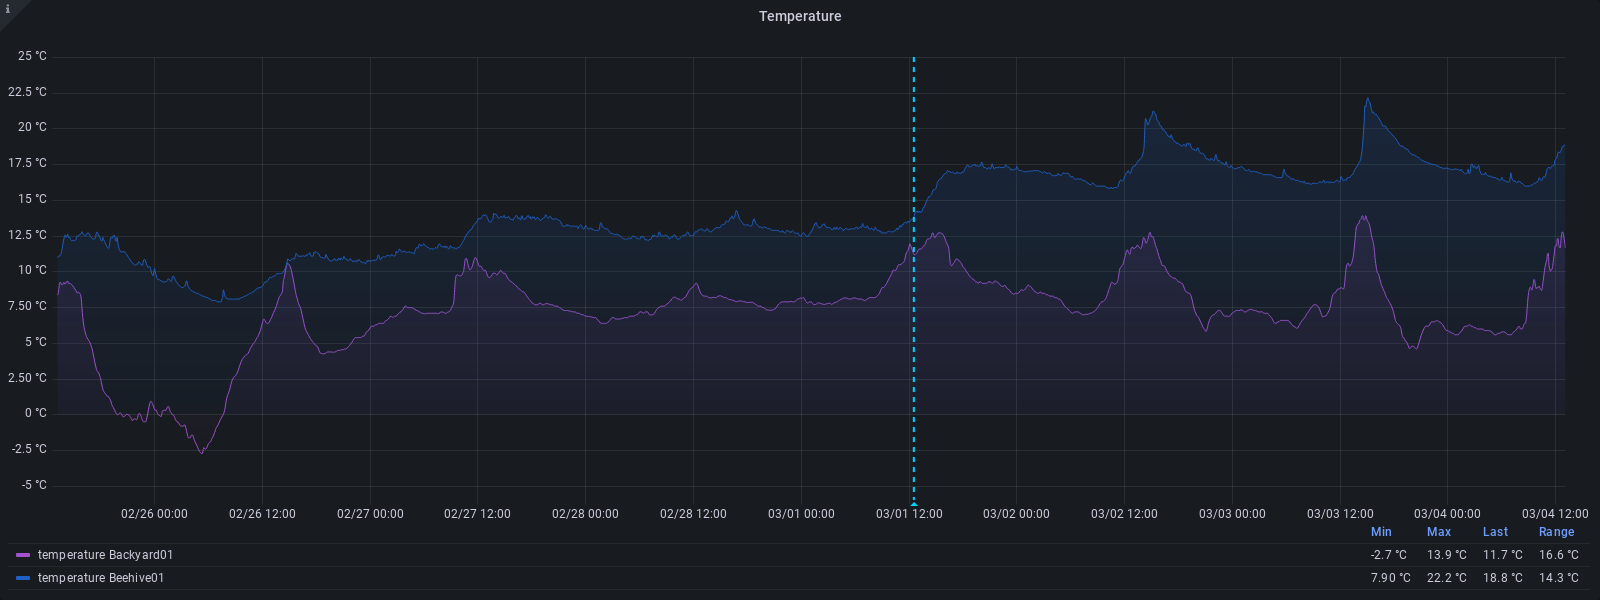 i
Temperature
25 °C
22.5 °C
20 °C
17.5 °C
15 °C
12.5 °C
10 °C
7.50 °C
5 °C
2.50 °C
0 °C
-2.5 °C
-5 °C
02/26 00:00 02/26 12:00 02/27 00:00 02/27 12:00 02/28 00:00 02/28 12:00 03/01 00:00 03/01 12:00 03/02 00:00 03/02 12:00 03/03 00:00 03/03 12:00 03/04 00:00 03/04 12:00
Min Max Last Range
temperature Backyard01 -2.7 °C 13.9 °C 11.7 °C 16.6 °C
temperature Beehive01 7.90 °C 22.2 °C 18.8 °C 14.3 °C